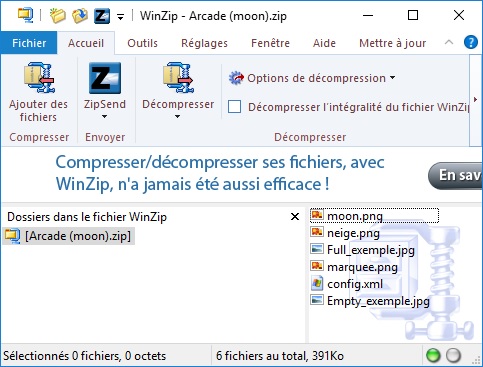 WinZip - Arcade (moon).zip
Fichier Accueil Outils Réglages Fenêtre Aide Mettre à jour
Ajouter des fichiers
ZipSend
Décompresser
Options de décompression
Décompresser l'intégralité du fichier WinZip
Compresser Envoyer Décompresser
Compresser/décompresser ses fichiers, avec
WinZip, n'a jamais été aussi efficace !
En sav
Dossiers dans le fichier WinZip
[Arcade (moon).zip]
moon.png
neige.png
Full_exemple.jpg
marquee.png
config.xml
Empty_exemple.jpg
Sélectionnés 0 fichiers, 0 octets
6 fichiers au total, 391Ko